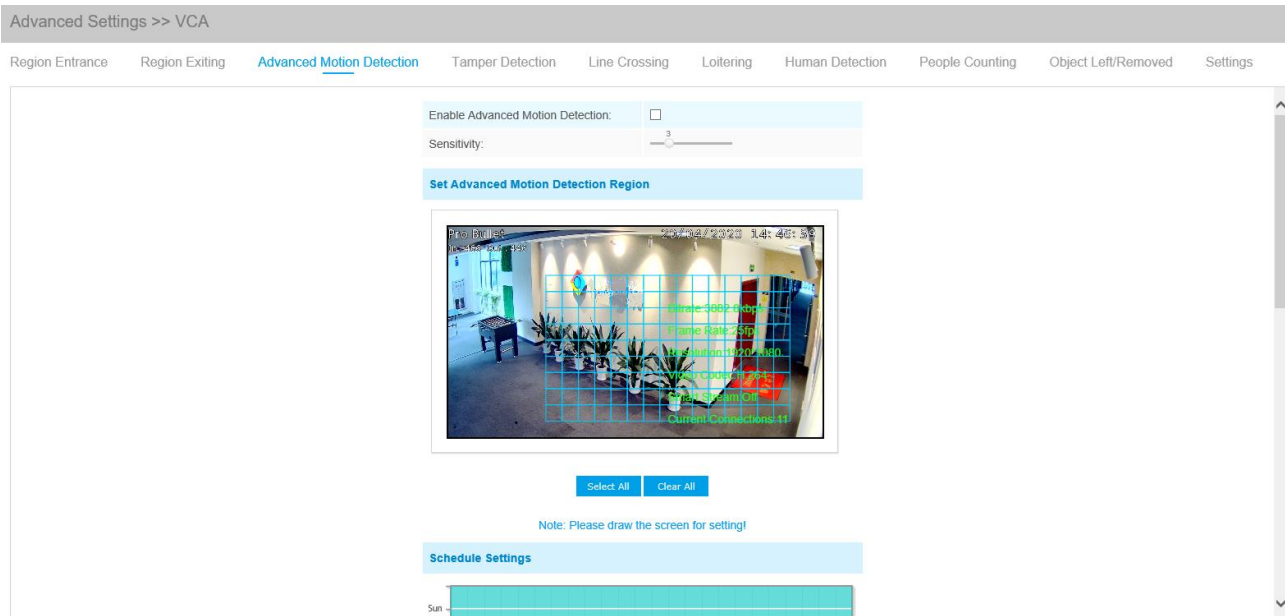 Advanced Settings >> VCA
Region Entrance Region Exiting Advanced Motion Detection Tamper Detection Line Crossing Loitering Human Detection People Counting Object Left/Removed Settings
Enable Advanced Motion Detection:
3
Sensitivity:
Set Advanced Motion Detection Region
Pro Bullet 14:46:59
Bitrate:
Frame Rate:25fps
Resolution:1920*1080
Video Codec:H.264
Smart Stream:Off
Current Connections:11
Select All Clear All
Note: Please draw the screen for setting!
Schedule Settings
Sun